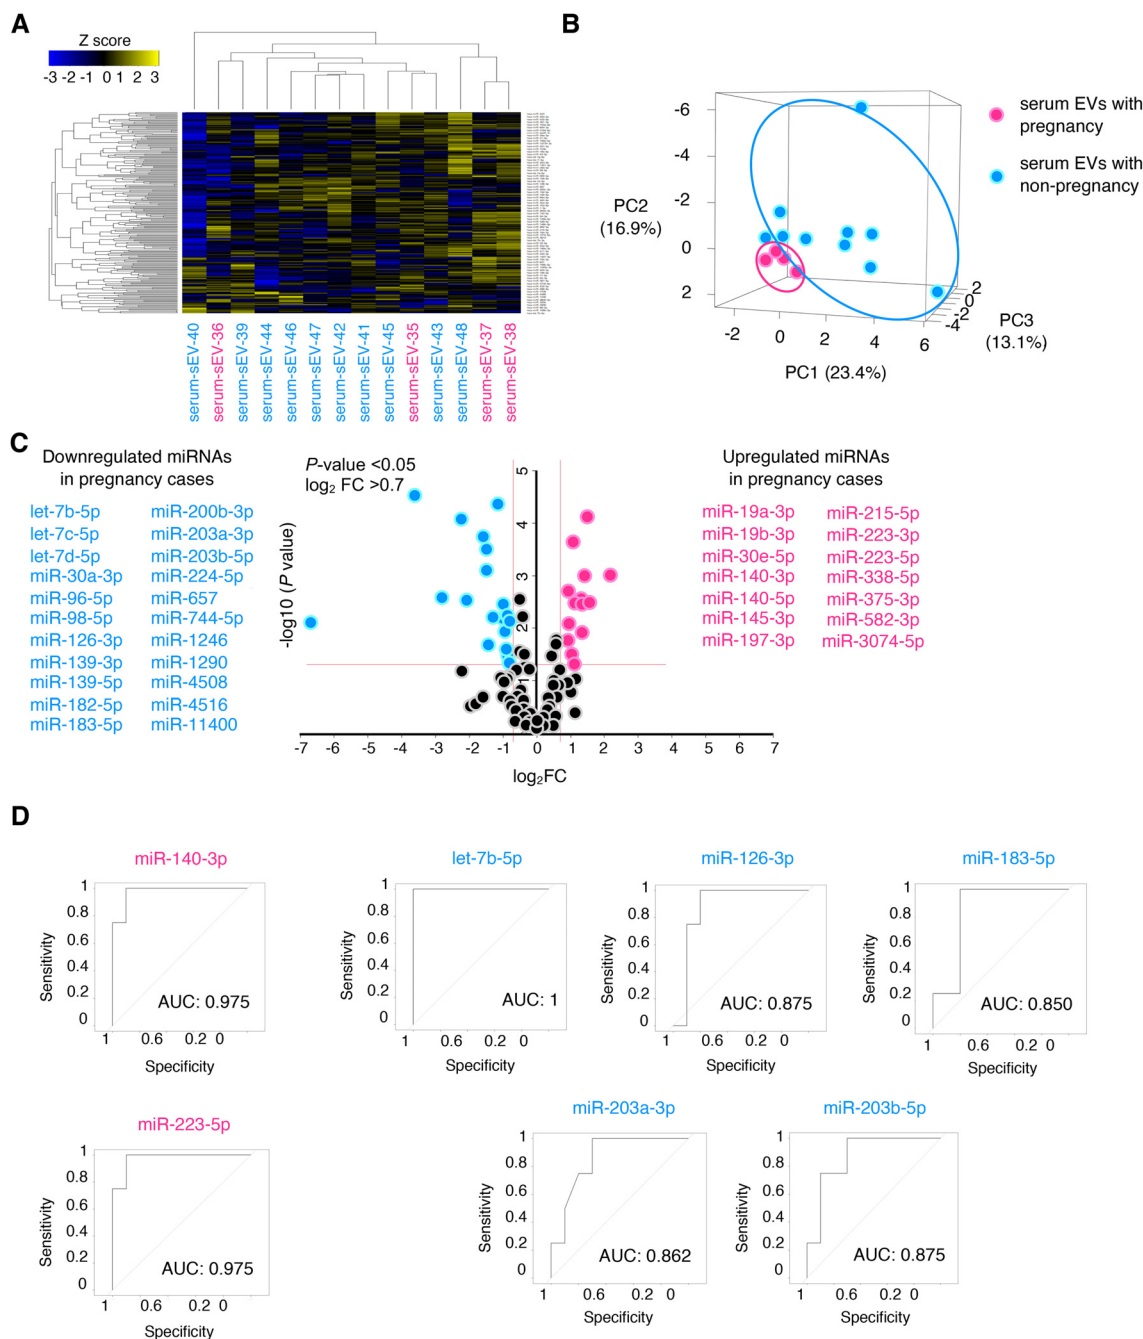 A
Z score
-3 -2 -1 0 1 2 3
serum-sEV-40
serum-sEV-36
serum-sEV-39
serum-sEV-44
serum-sEV-46
serum-sEV-47
serum-sEV-42
serum-sEV-41
serum-sEV-45
serum-sEV-35
serum-sEV-43
serum-sEV-48
serum-sEV-37
serum-sEV-38
B
serum EVs with
pregnancy
serum EVs with
non-pregnancy
-6
-4
-2
0
2
PC2
(16.9%)
-2 0 2 4 6
PC1 (23.4%)
2
0
-2
-4
PC3
(13.1%)
C
Downregulated miRNAs
in pregnancy cases
let-7b-5p miR-200b-3p
let-7c-5p miR-203a-3p
let-7d-5p miR-203b-5p
miR-30a-3p miR-224-5p
miR-96-5p miR-657
miR-98-5p miR-744-5p
miR-126-3p miR-1246
miR-139-3p miR-1290
miR-139-5p miR-4508
miR-182-5p miR-4516
miR-183-5p miR-11400
P-value <0.05
log2 FC >0.7
-log10 (P value)
5
4
3
2
1
-7 -6 -5 -4 -3 -2 -1 0 1 2 3 4 5 6 7
log2FC
Upregulated miRNAs
in pregnancy cases
miR-19a-3p miR-215-5p
miR-19b-3p miR-223-3p
miR-30e-5p miR-223-5p
miR-140-3p miR-338-5p
miR-140-5p miR-375-3p
miR-145-3p miR-582-3p
miR-197-3p miR-3074-5p
D
miR-140-3p
1
0.8
0.6
0.4
0.2
0
Sensitivity
AUC: 0.975
1 0.6 0.2 0
Specificity
let-7b-5p
1
0.8
0.6
0.4
0.2
0
Sensitivity
AUC: 1
1 0.6 0.2 0
Specificity
miR-126-3p
1
0.8
0.6
0.4
0.2
0
Sensitivity
AUC: 0.875
1 0.6 0.2 0
Specificity
miR-183-5p
1
0.8
0.6
0.4
0.2
0
Sensitivity
AUC: 0.850
1 0.6 0.2 0
Specificity
miR-223-5p
1
0.8
0.6
0.4
0.2
0
Sensitivity
AUC: 0.975
1 0.6 0.2 0
Specificity
miR-203a-3p
1
0.8
0.6
0.4
0.2
0
Sensitivity
AUC: 0.862
1 0.6 0.2 0
Specificity
miR-203b-5p
1
0.8
0.6
0.4
0.2
0
Sensitivity
AUC: 0.875
1 0.6 0.2 0
Specificity